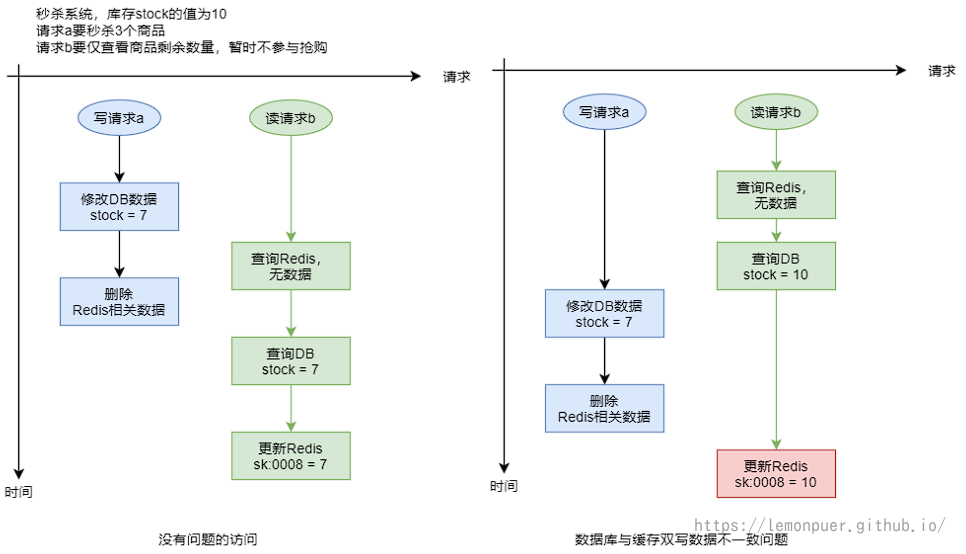 秒杀系统，库存stock的值为10
请求a要秒杀3个商品
请求b要仅查看商品剩余数量，暂时不参与抢购
请求
写请求a
读请求b
修改DB数据
stock = 7
查询Redis，
无数据
删除
Redis相关数据
查询DB
stock = 7
更新Redis
sk:0008 = 7
时间
没有问题的访问
请求
写请求a
读请求b
查询Redis，
无数据
查询DB
stock = 10
修改DB数据
stock = 7
删除
Redis相关数据
更新Redis
sk:0008 = 10
时间
数据库与缓存双写数据不一致问题
https://lemonpuer.github.io/